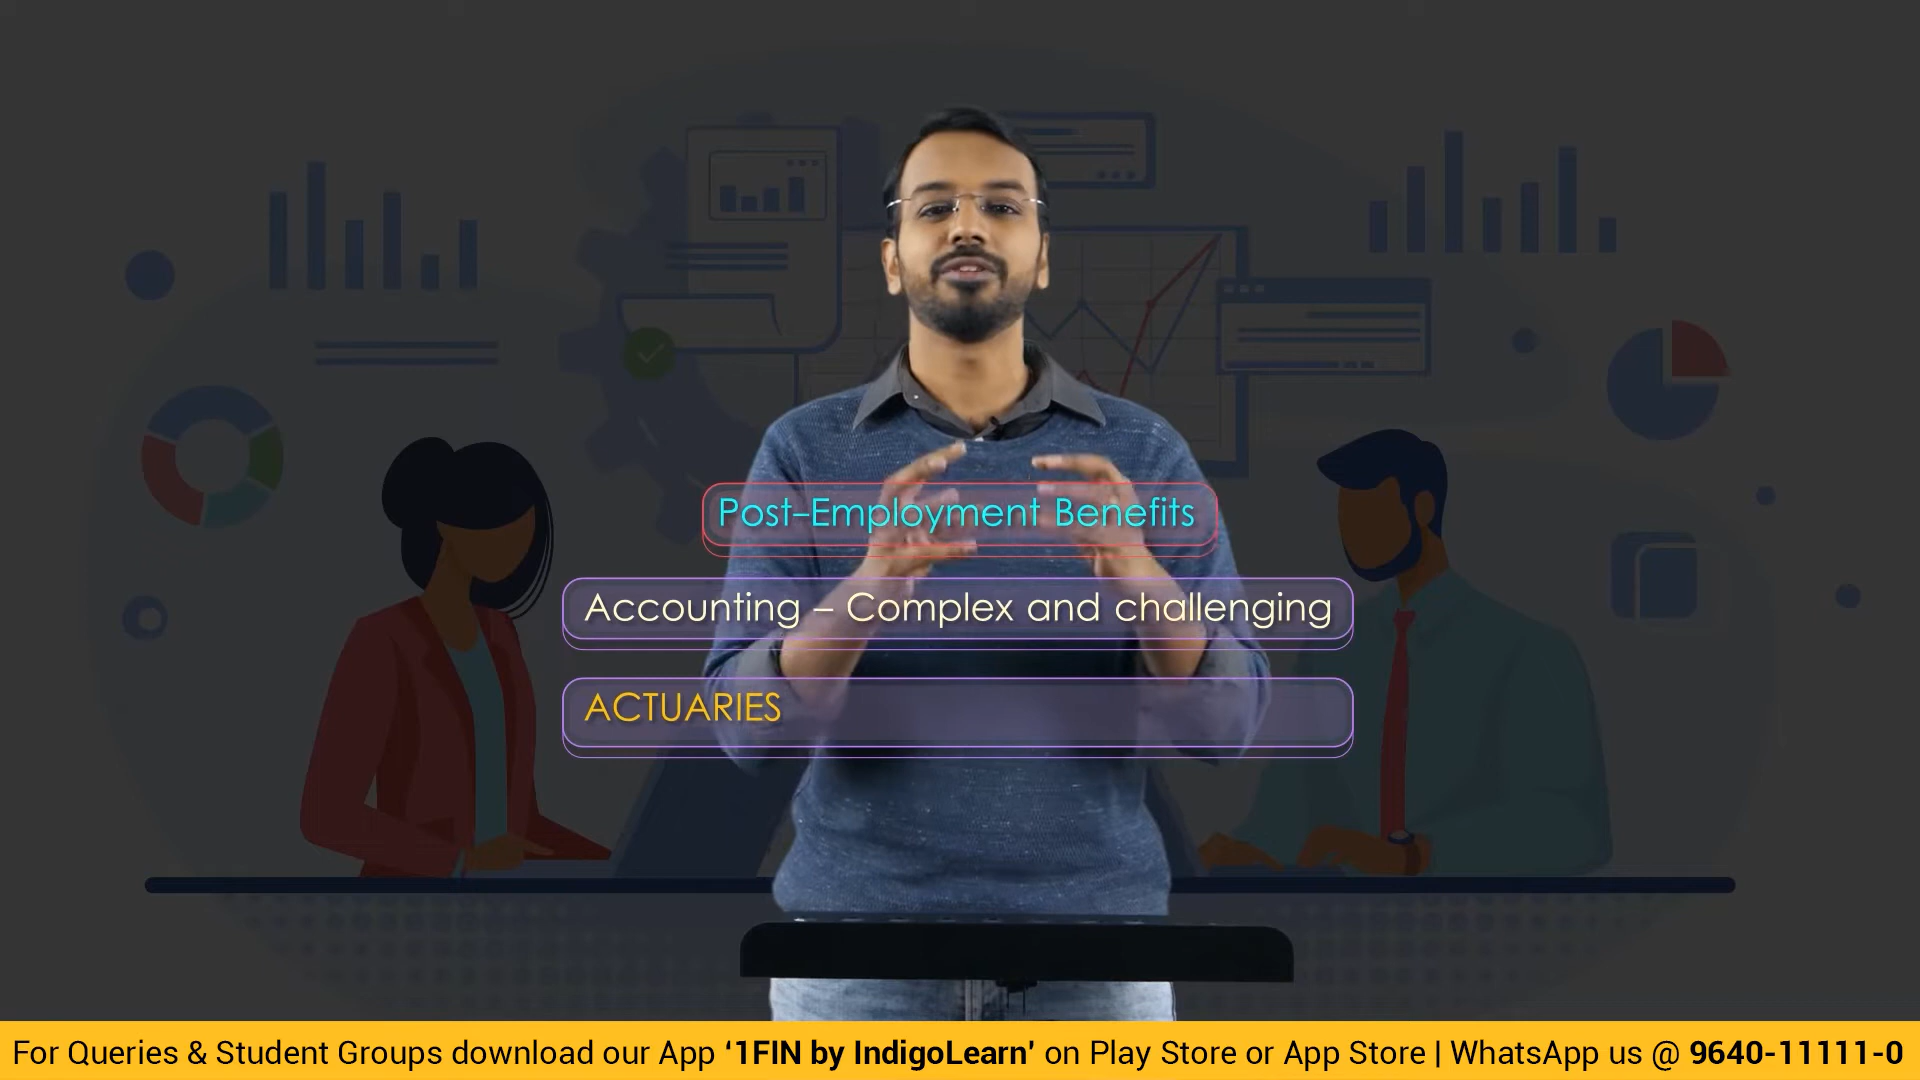 Post-Employment Benefits
Accounting – Complex and challenging
ACTUARIES
For Queries & Student Groups download our App ‘1FIN by IndigoLearn’ on Play Store or App Store | WhatsApp us @ 9640-11111-0